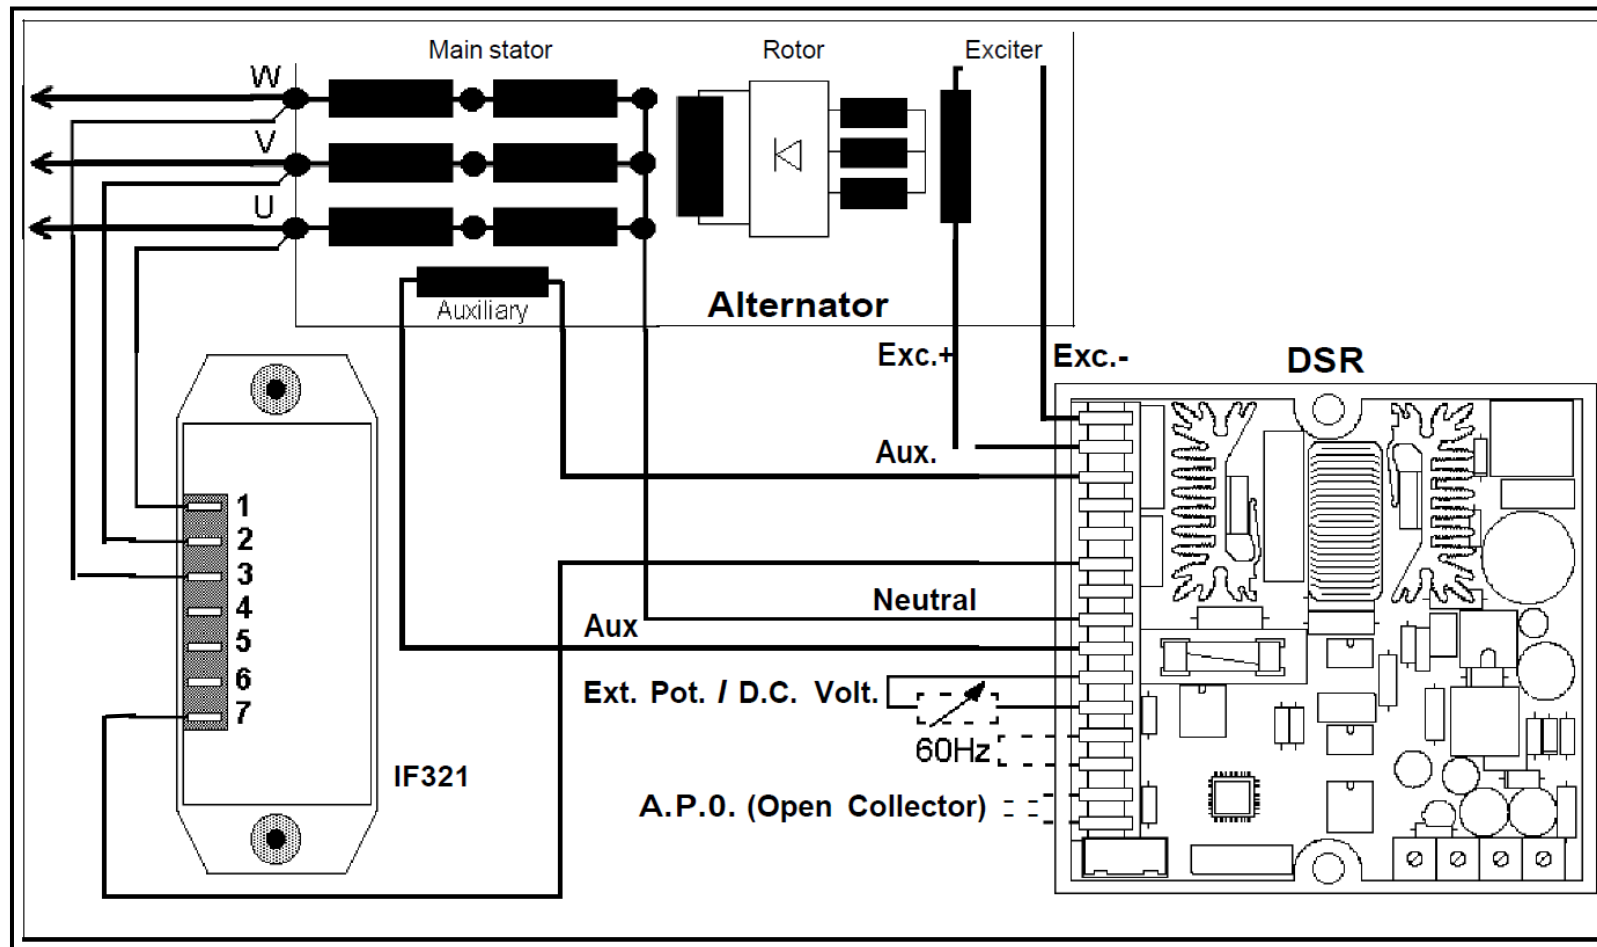 Main stator
Rotor
Exciter
W
V
U
Auxiliary
Alternator
Exc.+
Exc.-
DSR
Aux.
1
2
3
4
5
6
7
Neutral
Aux
Ext. Pot. / D.C. Volt.
60Hz
IF321
A.P.0. (Open Collector)